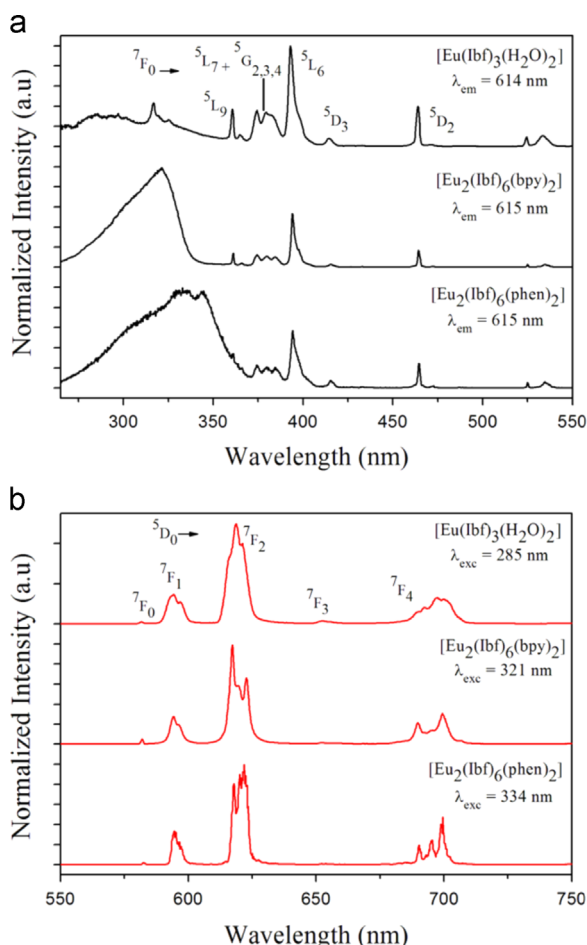 a
⁷F₀ → ⁵L₇ + ⁵G₂,₃,₄
⁵L₆
⁵L₉
⁵D₃
⁵D₂
[Eu(Ibf)₃(H₂O)₂]
λem = 614 nm
[Eu₂(Ibf)₆(bpy)₂]
λem = 615 nm
[Eu₂(Ibf)₆(phen)₂]
λem = 615 nm
Normalized Intensity (a.u)
300 350 400 450 500 550
Wavelength (nm)
b
⁵D₀ →
⁷F₀
⁷F₁
⁷F₂
⁷F₃
⁷F₄
[Eu(Ibf)₃(H₂O)₂]
λexc = 285 nm
[Eu₂(Ibf)₆(bpy)₂]
λexc = 321 nm
[Eu₂(Ibf)₆(phen)₂]
λexc = 334 nm
Normalized Intensity (a.u)
550 600 650 700 750
Wavelength (nm)